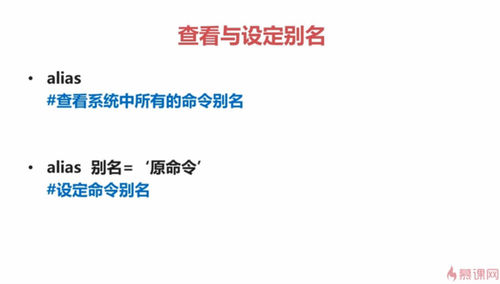 查看与设定别名
• alias
#查看系统中所有的命令别名
• alias 别名= ‘原命令’
#设定命令别名
慕课网